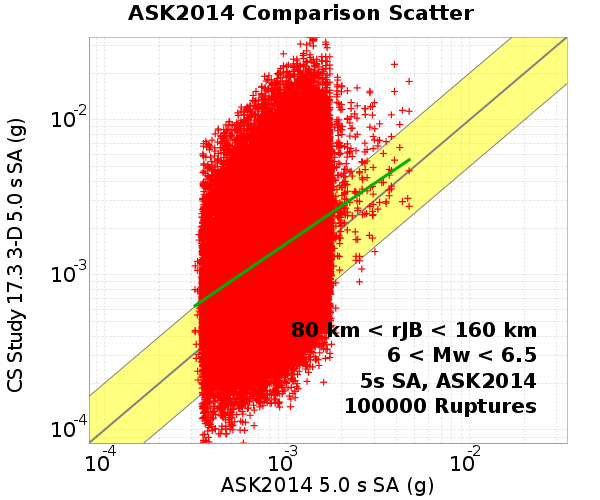 ASK2014 Comparison Scatter
CS Study 17.3 3-D 5.0 s SA (g)
10-2
10-3
10-4
80 km < rJB < 160 km
6 < Mw < 6.5
5s SA, ASK2014
100000 Ruptures
10-4 10-3 10-2
ASK2014 5.0 s SA (g)